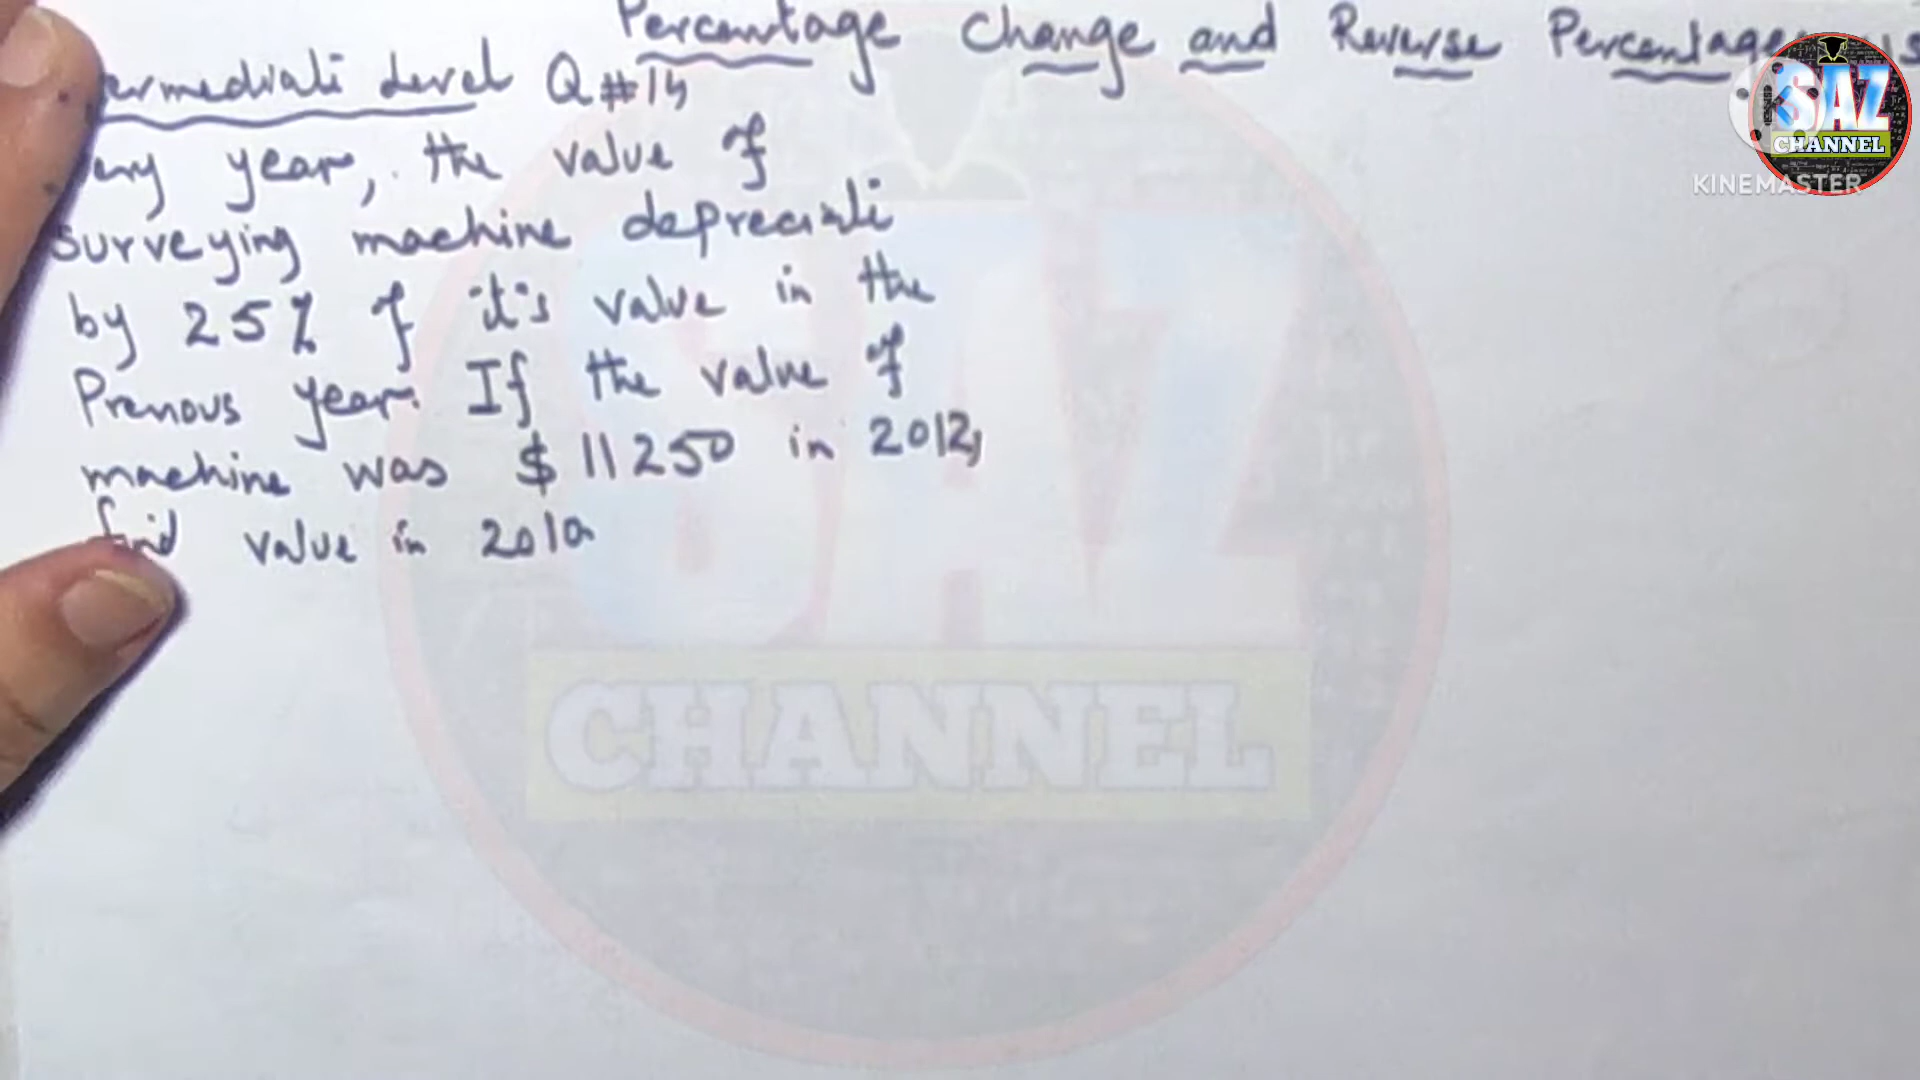 Percentage Change and Reverse Percentage
ermediate Level Q#14
ery year, the value of
surveying machine depreciate
by 25% of it's value in the
Previous year. If the value of
machine was $11250 in 2012,
find value in 2010
SAZ
CHANNEL
KINEMASTER
SAZ
CHANNEL